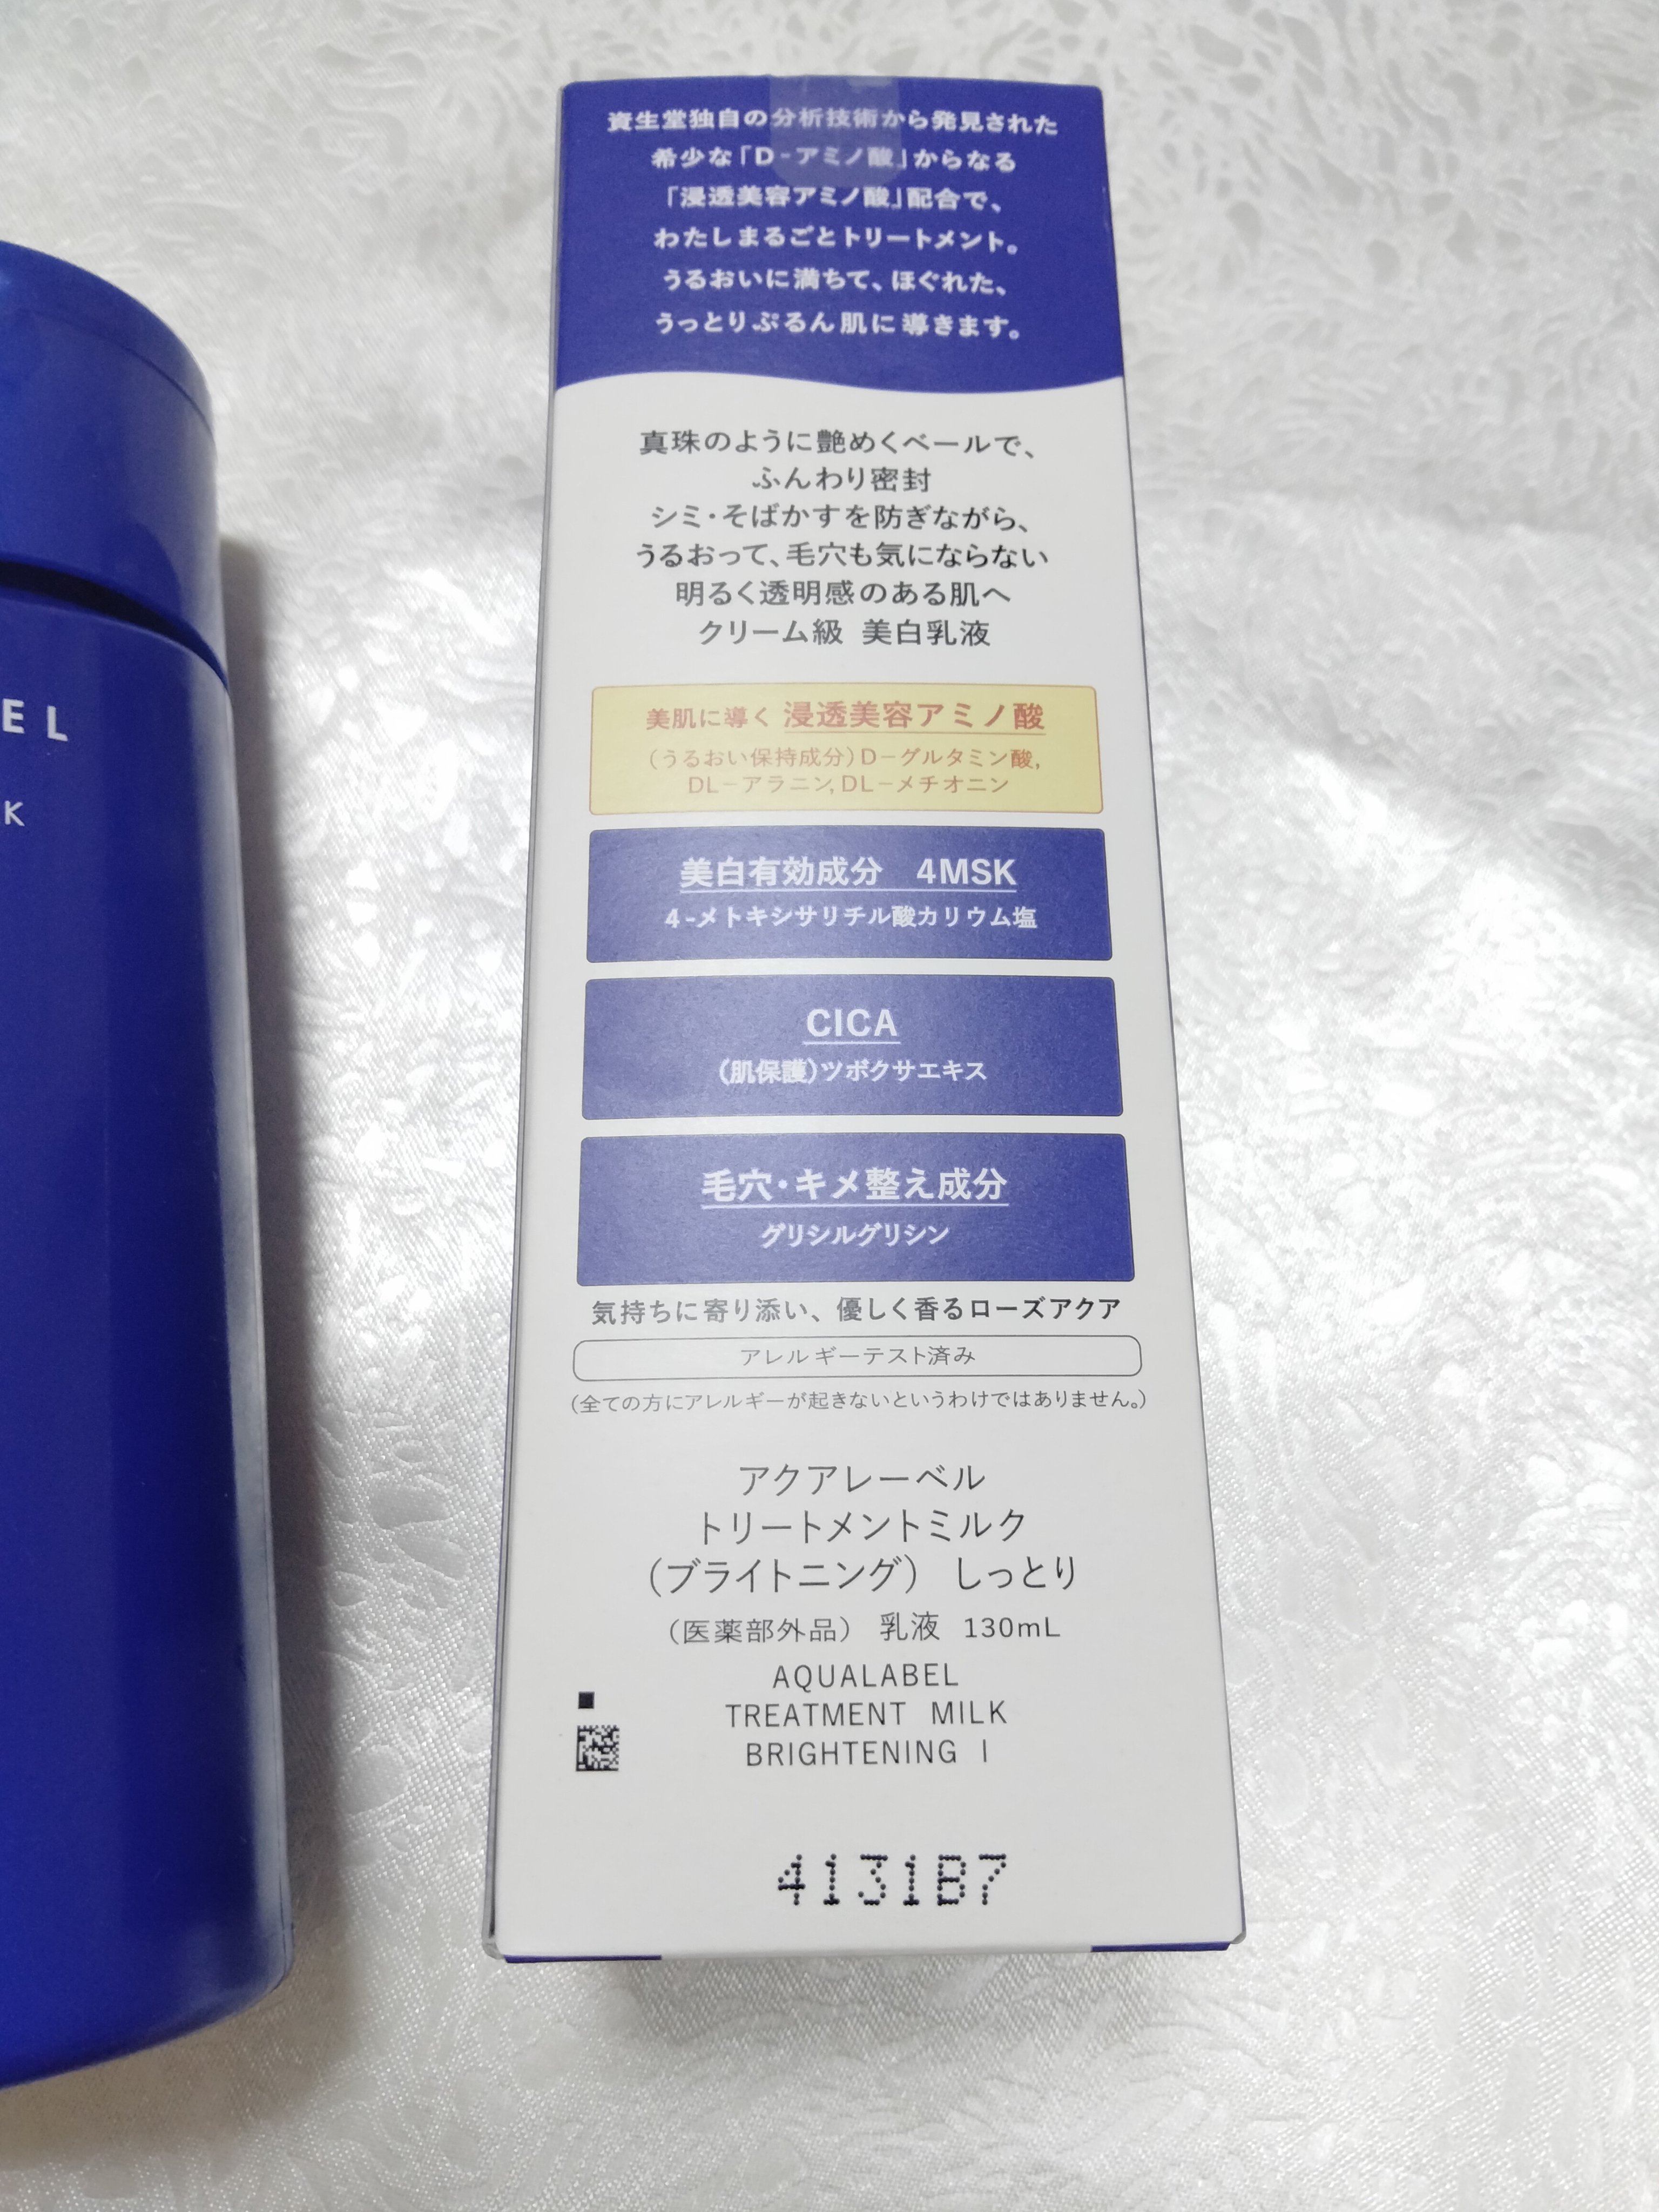 資生堂独自の分析技術から発見された
希少な「D-アミノ酸」からなる
「浸透美容アミノ酸」配合で、
わたしまるごとトリートメント。
うるおいに満ちて、ほぐれた、
うっとりぷるん肌に導きます。
真珠のように艶めくベールで、
ふんわり密封
シミ・そばかすを防ぎながら、
うるおって、毛穴も気にならない
明るく透明感のある肌へ
クリーム級 美白乳液
美肌に導く 浸透美容アミノ酸
(うるおい保持成分)D-グルタミン酸,
DL-アラニン,DL-メチオニン
美白有効成分 4MSK
4-メトキシサリチル酸カリウム塩
CICA
(肌保護)ツボクサエキス
毛穴・キメ整え成分
グリシルグリシン
気持ちに寄り添い、優しく香るローズアクア
アレルギーテスト済み
(全ての方にアレルギーが起きないというわけではありません。)
アクアレーベル
トリートメントミルク
(ブライトニング) しっとり
(医薬部外品) 乳液 130mL
AQUALABEL
TREATMENT MILK
BRIGHTENING I
4131B7
EL
K